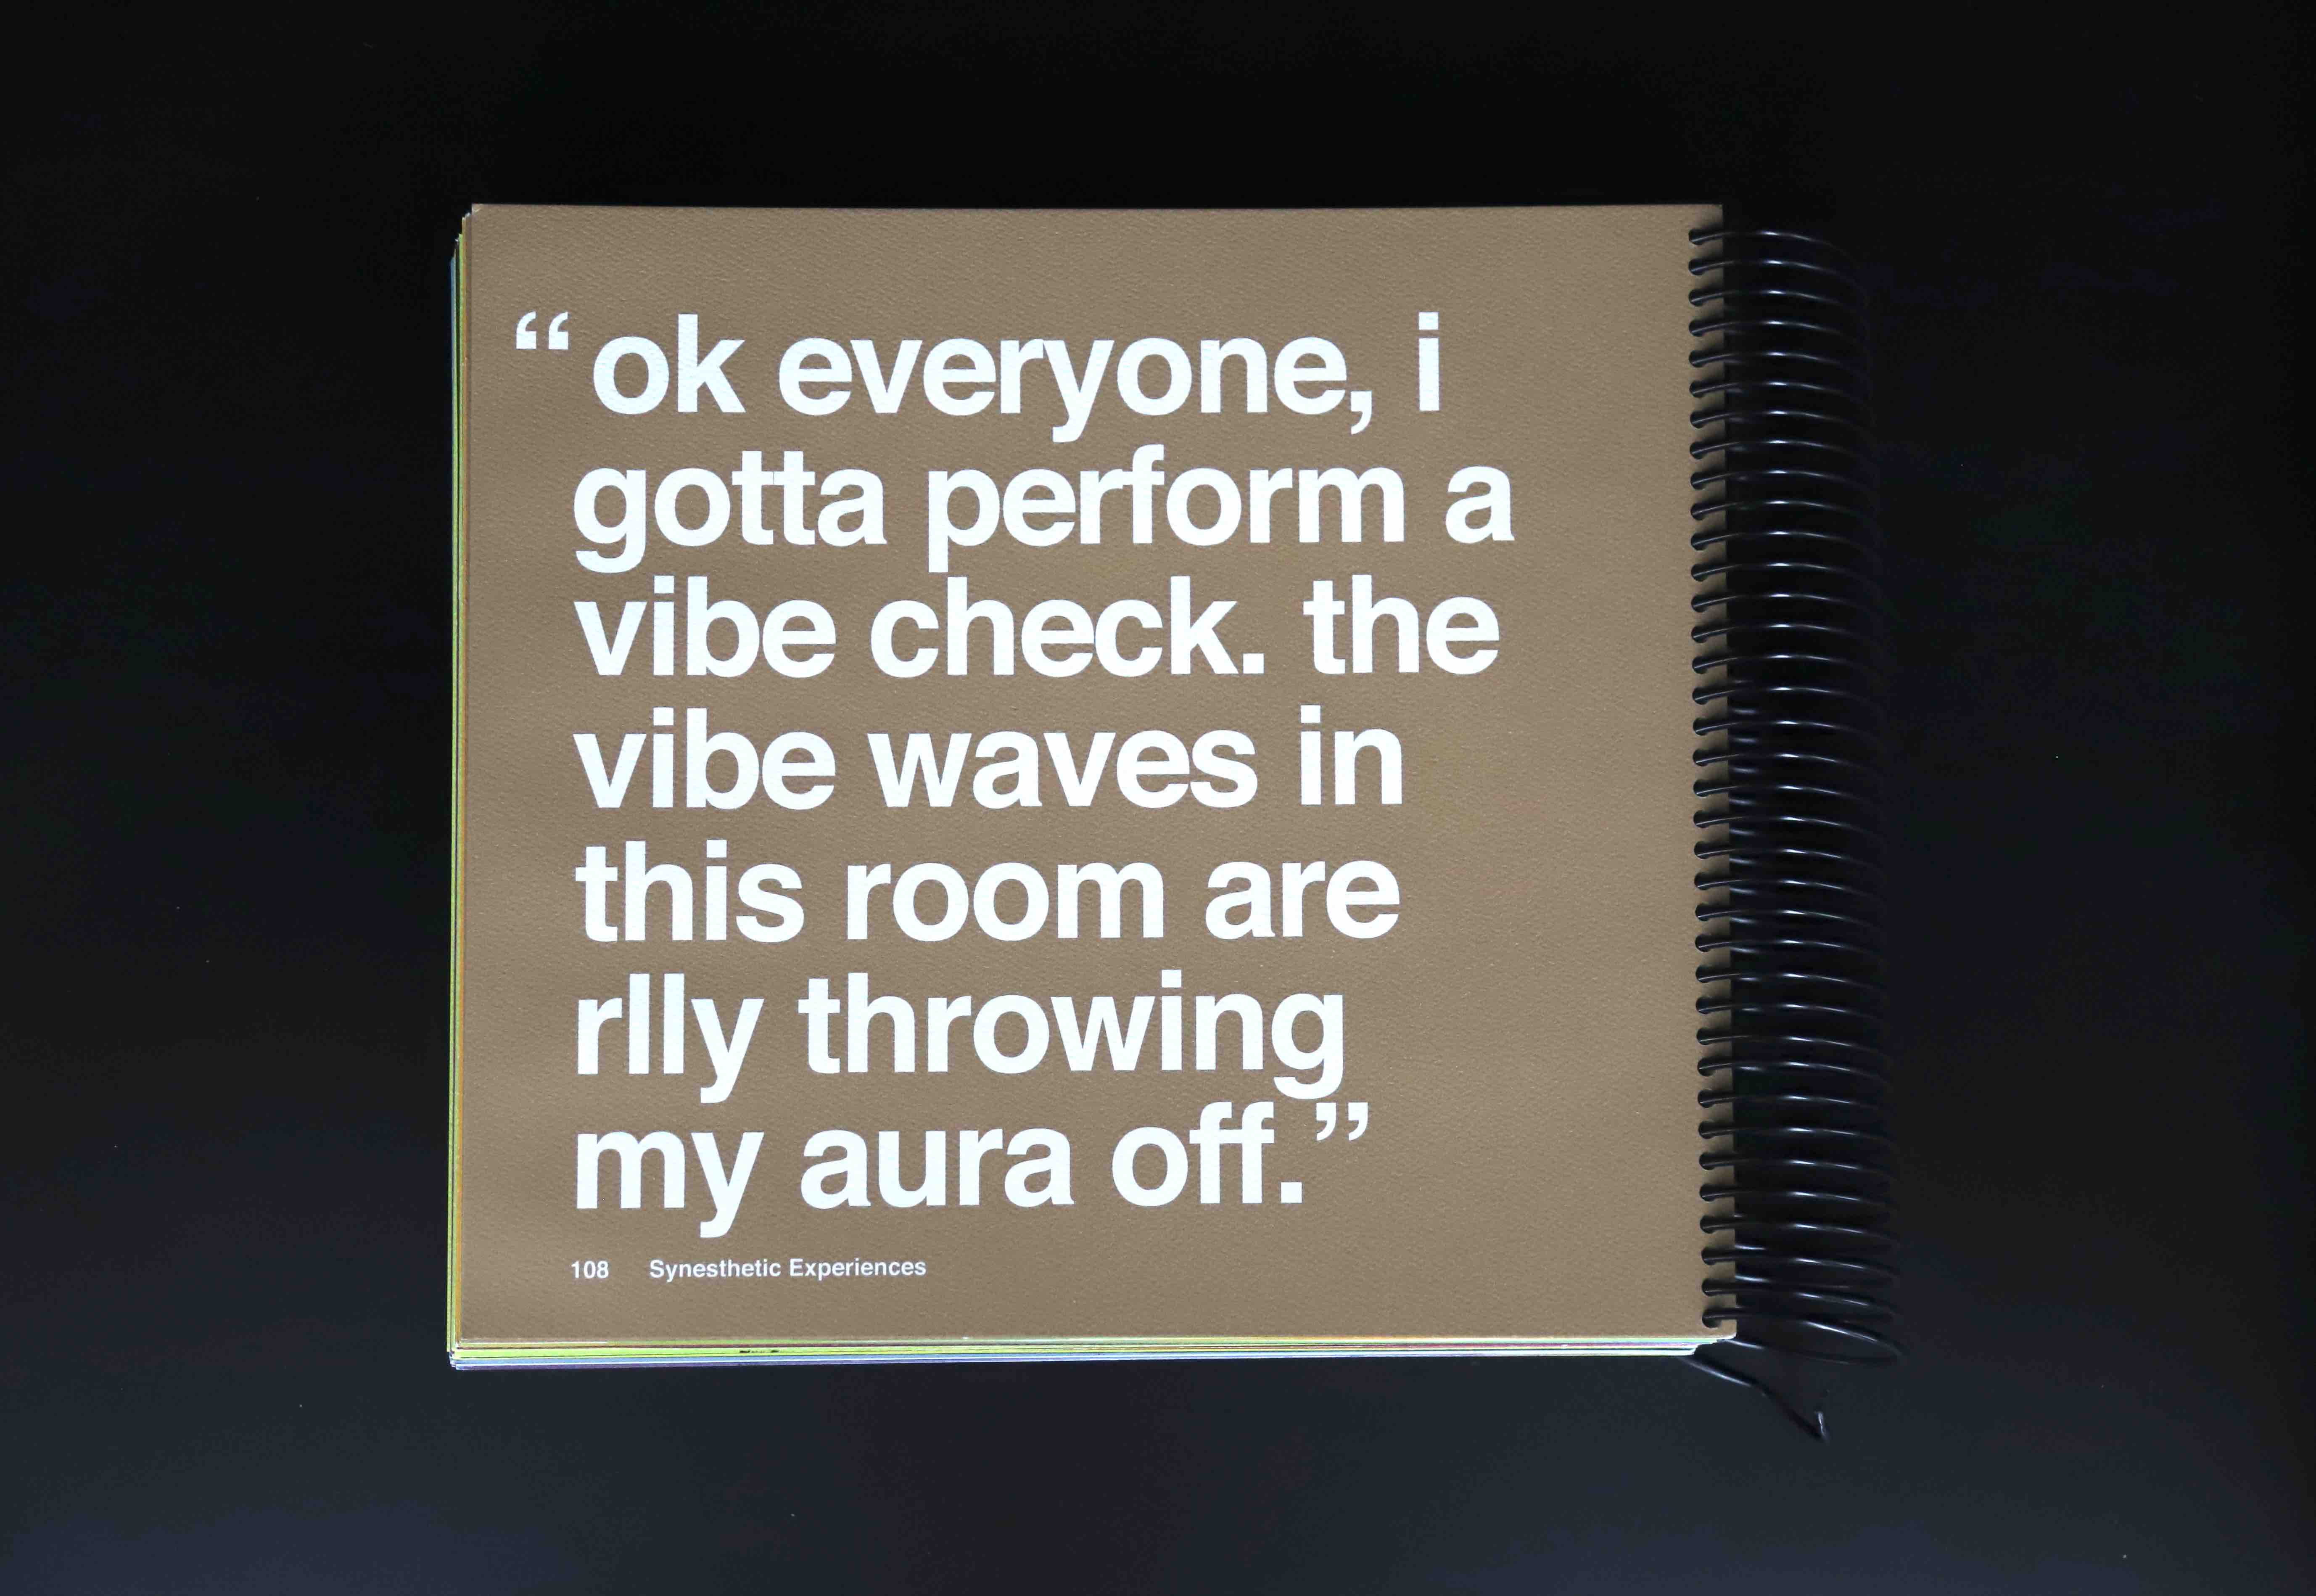 “ok everyone, i
gotta perform a
vibe check. the
vibe waves in
this room are
rlly throwing
my aura off.”
108 Synesthetic Experiences